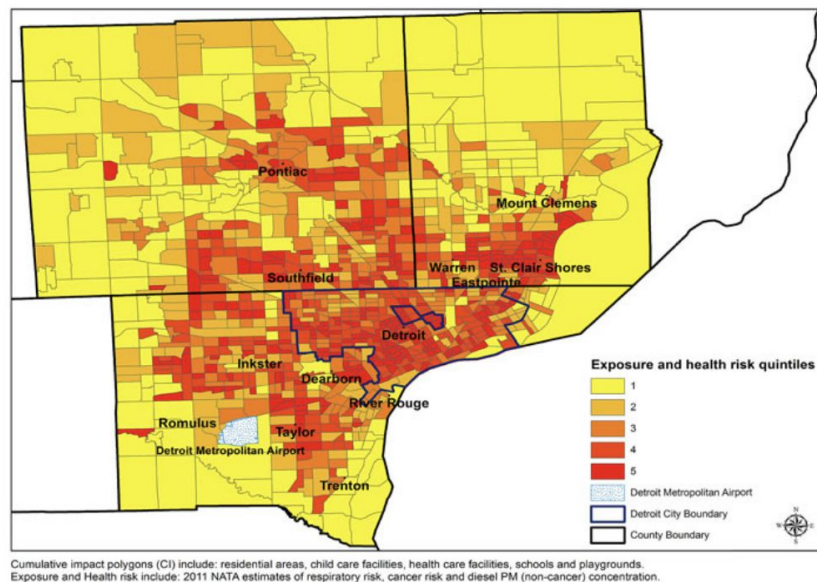 Pontiac
Mount Clemens
Warren
St. Clair Shores
Eastpointe
Southfield
Detroit
Inkster
Dearborn
River Rouge
Romulus
Taylor
Detroit Metropolitan Airport
Trenton
Exposure and health risk quintiles
1
2
3
4
5
Detroit Metropolitan Airport
Detroit City Boundary
County Boundary
N
W
E
S
Cumulative impact polygons (CI) include: residential areas, child care facilities, health care facilities, schools and playgrounds.
Exposure and Health risk include: 2011 NATA estimates of respiratory risk, cancer risk and diesel PM (non-cancer) concentration.